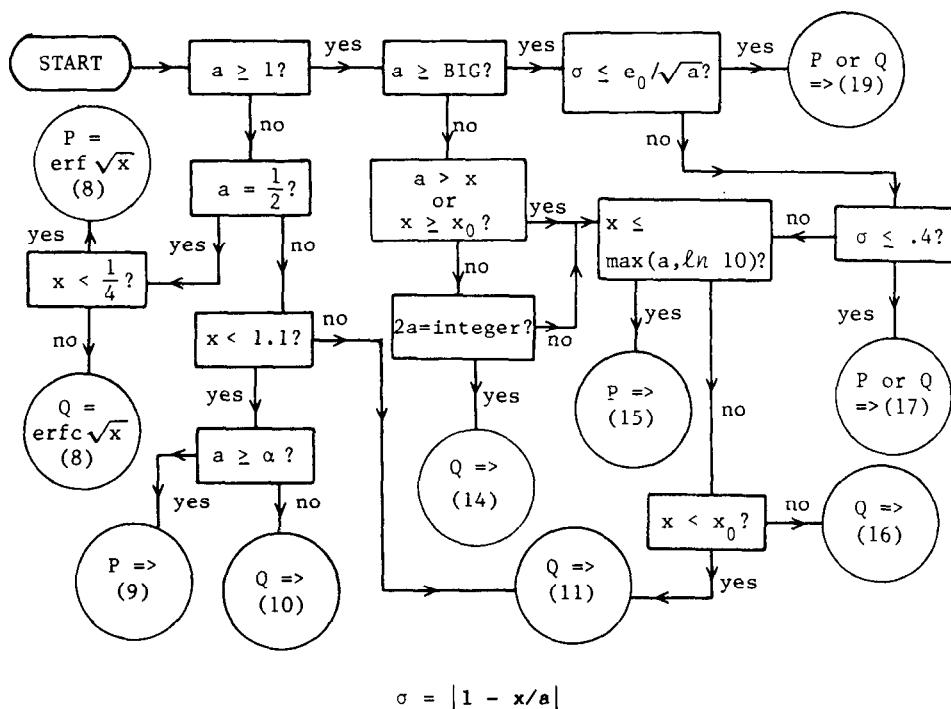 START
a ≥ 1?
yes
a ≥ BIG?
yes
σ ≤ e₀/√a?
yes
P or Q
=>(19)
no
no
no
P =
erf √x
(8)
a = 1/2?
a > x
or
x ≥ x₀?
yes
x ≤
max(a,ℓn 10)?
no
σ ≤ .4?
yes
yes
no
x < 1/4?
no
yes
yes
2a=integer?
no
no
x < 1.1?
no
Q =
erfc √x
(8)
yes
yes
P =>
(15)
no
P or Q
=>(17)
a ≥ α ?
yes
no
Q =>
(14)
x < x₀?
no
Q =>
(16)
yes
P =>
(9)
Q =>
(10)
Q =>
(11)
σ = |1 - x/a|